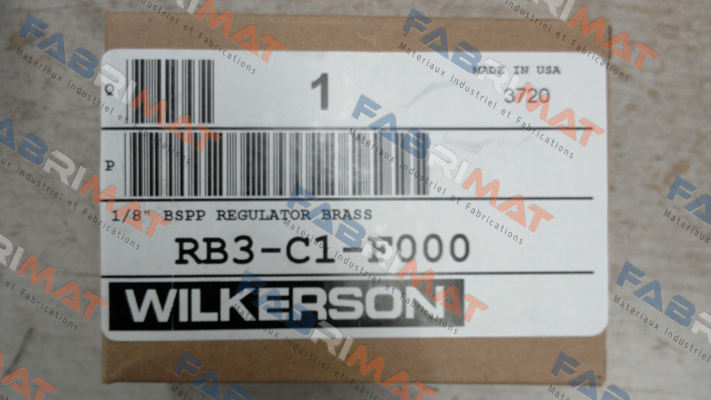 Q
1
MADE IN USA
3720
P
1/8" BSPP REGULATOR BRASS
RB3-C1-F000
WILKERSON
FABRIMAT
Materiaux Industriel et Fabrications